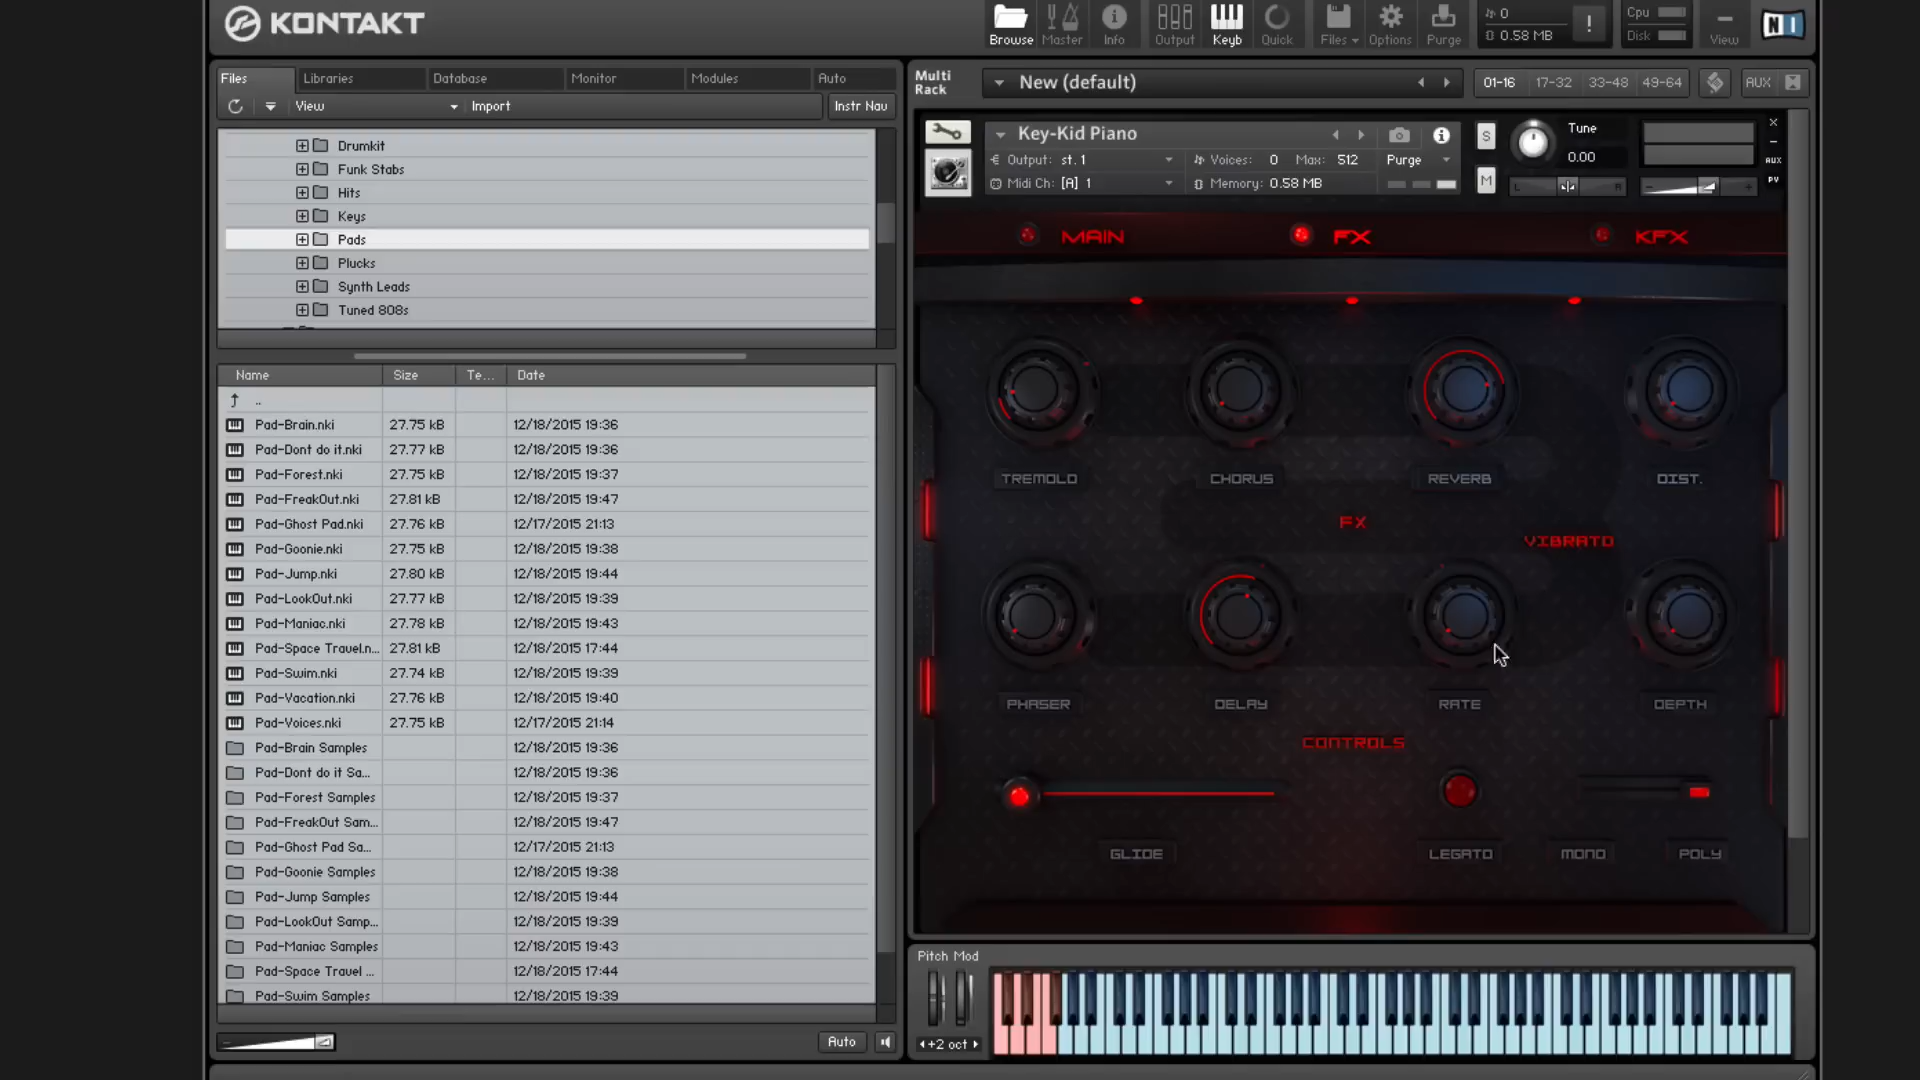 KONTAKT
Browse Master Info Output Keyb Quick Files Options Purge
0
0.58 MB
!
Cpu
Disk
View
NI
Files Libraries Database Monitor Modules Auto
View Import Instr Nav
Drumkit
Funk Stabs
Hits
Keys
Pads
Plucks
Synth Leads
Tuned 808s
Name Size Te... Date
..
Pad-Brain.nki 27.75 kB 12/18/2015 19:36
Pad-Dont do it.nki 27.77 kB 12/18/2015 19:36
Pad-Forest.nki 27.75 kB 12/18/2015 19:37
Pad-FreakOut.nki 27.81 kB 12/18/2015 19:47
Pad-Ghost Pad.nki 27.76 kB 12/17/2015 21:13
Pad-Goonie.nki 27.75 kB 12/18/2015 19:38
Pad-Jump.nki 27.80 kB 12/18/2015 19:44
Pad-LookOut.nki 27.77 kB 12/18/2015 19:39
Pad-Maniac.nki 27.78 kB 12/18/2015 19:43
Pad-Space Travel.n... 27.81 kB 12/18/2015 17:44
Pad-Swim.nki 27.74 kB 12/18/2015 19:39
Pad-Vacation.nki 27.76 kB 12/18/2015 19:40
Pad-Voices.nki 27.75 kB 12/17/2015 21:14
Pad-Brain Samples 12/18/2015 19:36
Pad-Dont do it Sa... 12/18/2015 19:36
Pad-Forest Samples 12/18/2015 19:37
Pad-FreakOut Sam... 12/18/2015 19:47
Pad-Ghost Pad Sa... 12/17/2015 21:13
Pad-Goonie Samples 12/18/2015 19:38
Pad-Jump Samples 12/18/2015 19:44
Pad-LookOut Samp... 12/18/2015 19:39
Pad-Maniac Samples 12/18/2015 19:43
Pad-Space Travel ... 12/18/2015 17:44
Pad-Swim Samples 12/18/2015 19:39
Auto
Multi
Rack
New (default)
01-16 17-32 33-48 49-64 AUX
Key-Kid Piano
Output: st. 1 Voices: 0 Max: 512 Purge
Midi Ch: [A] 1 Memory: 0.58 MB
S
M
Tune
0.00
L R
AUX
PV
MAIN FX KFX
TREMOLO CHORUS REVERB DIST.
FX
VIBRATO
PHASER DELAY RATE DEPTH
CONTROLS
GLIDE LEGATO MONO POLY
Pitch Mod
+2 oct